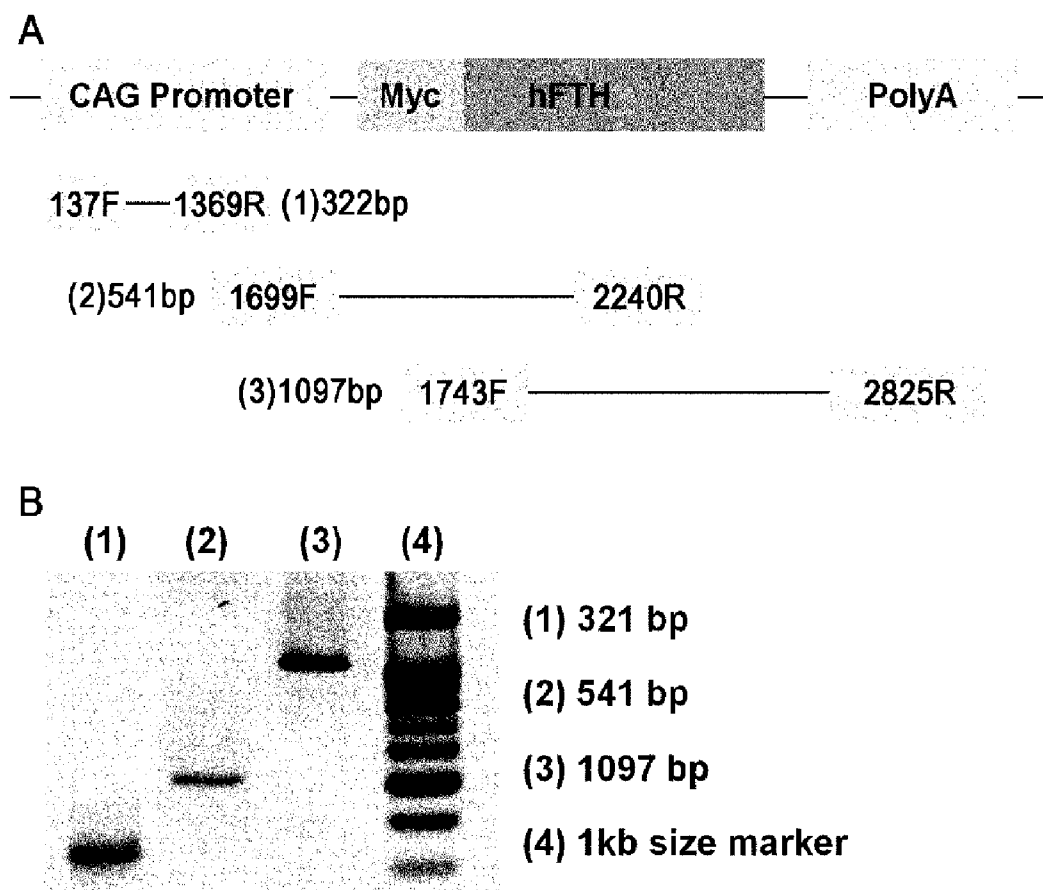 A
CAG Promoter Myc hFTH PolyA
137F 1369R (1)322bp
(2)541bp 1699F 2240R
(3)1097bp 1743F 2825R
B
(1) (2) (3) (4)
(1) 321 bp
(2) 541 bp
(3) 1097 bp
(4) 1kb size marker